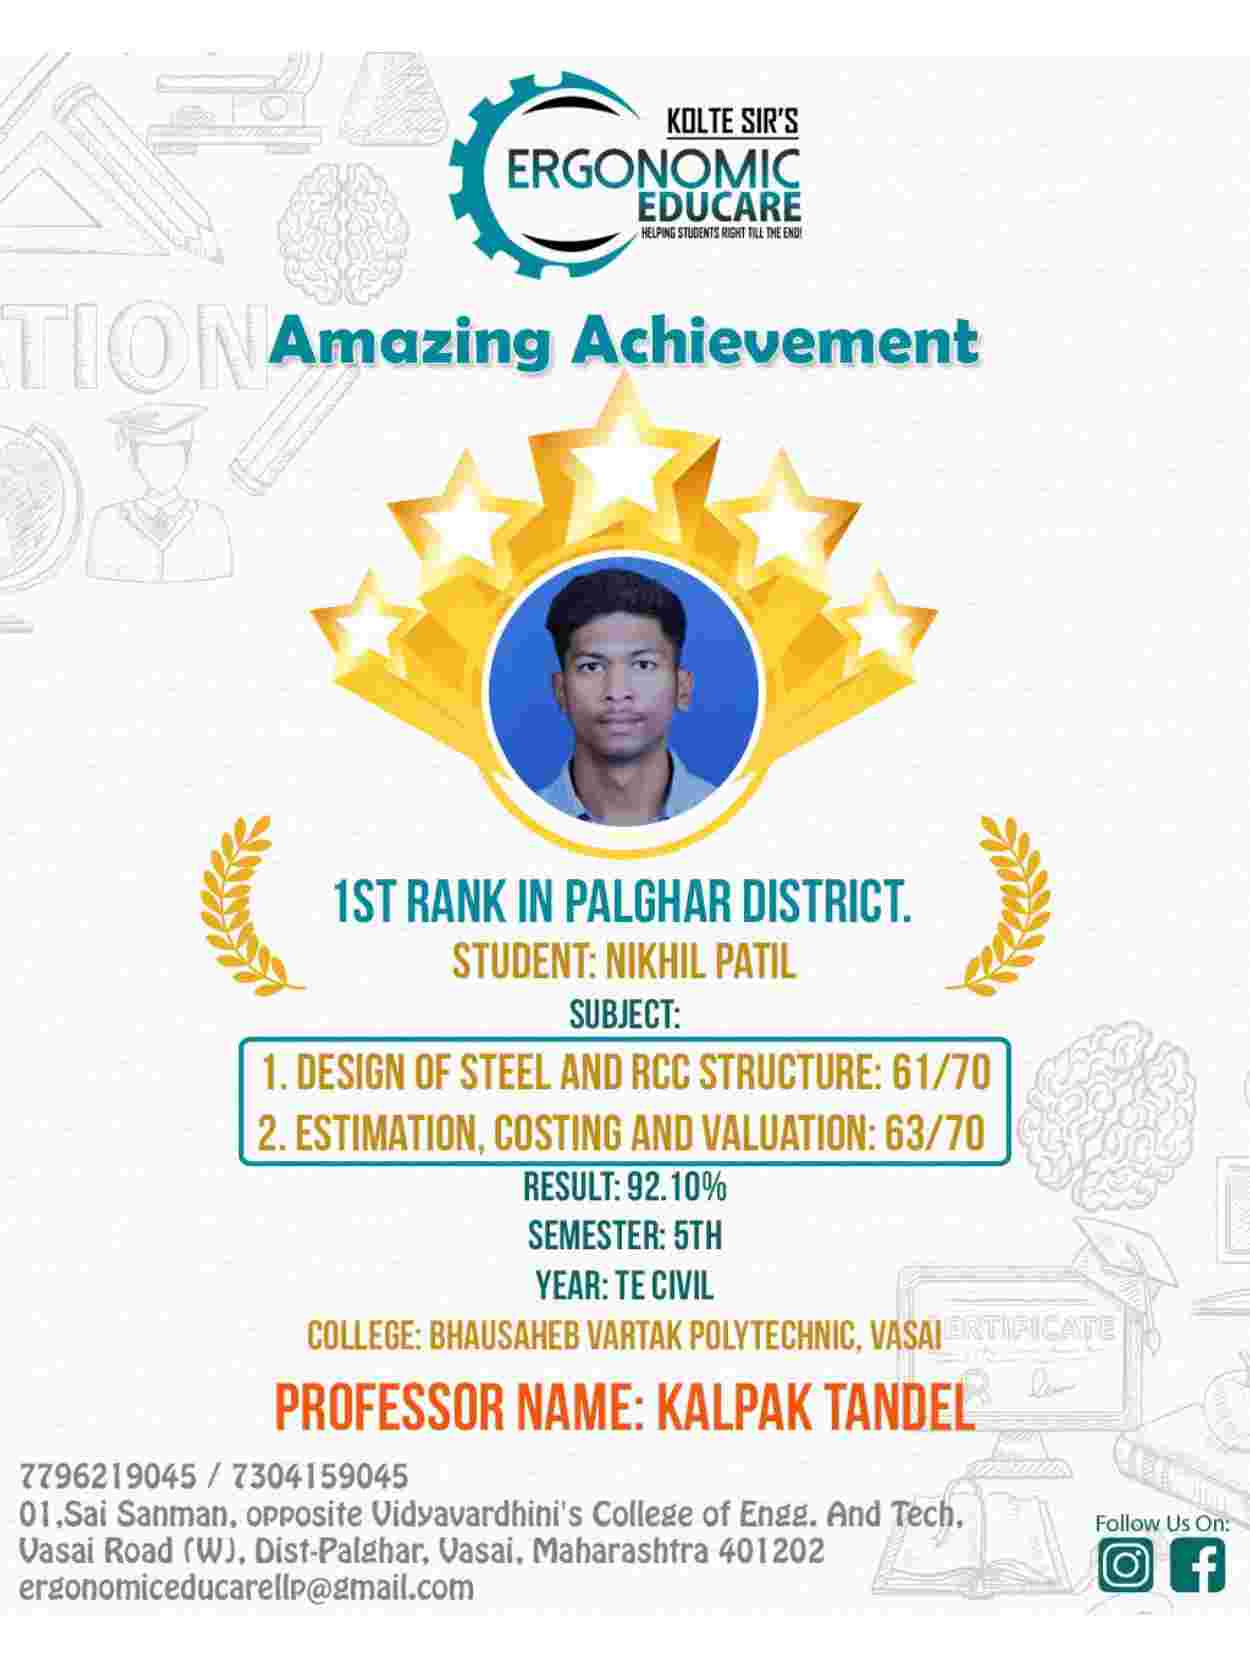 KOLTE SIR'S
ERGONOMIC
EDUCARE
HELPING STUDENTS RIGHT TILL THE END!
TION
Amazing Achievement
1ST RANK IN PALGHAR DISTRICT.
STUDENT: NIKHIL PATIL
SUBJECT:
1. DESIGN OF STEEL AND RCC STRUCTURE: 61/70
2. ESTIMATION, COSTING AND VALUATION: 63/70
RESULT: 92.10%
SEMESTER: 5TH
YEAR: TE CIVIL
COLLEGE: BHAUSAHEB VARTAK POLYTECHNIC, VASAI
CERTIFICATE
PROFESSOR NAME: KALPAK TANDEL
7796219045 / 7304159045
01,Sai Sanman, opposite Vidyavardhini's College of Engg. And Tech,
Vasai Road (W), Dist-Palghar, Vasai, Maharashtra 401202
ergonomiceducarellp@gmail.com
Follow Us On: